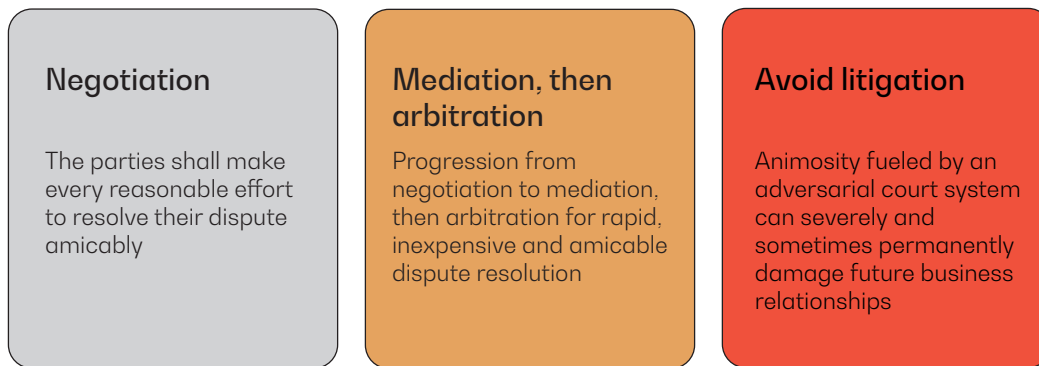 Negotiation
The parties shall make
every reasonable effort
to resolve their dispute
amicably
Mediation, then
arbitration
Progression from
negotiation to mediation,
then arbitration for rapid,
inexpensive and amicable
dispute resolution
Avoid litigation
Animosity fueled by an
adversarial court system
can severely and
sometimes permanently
damage future business
relationships